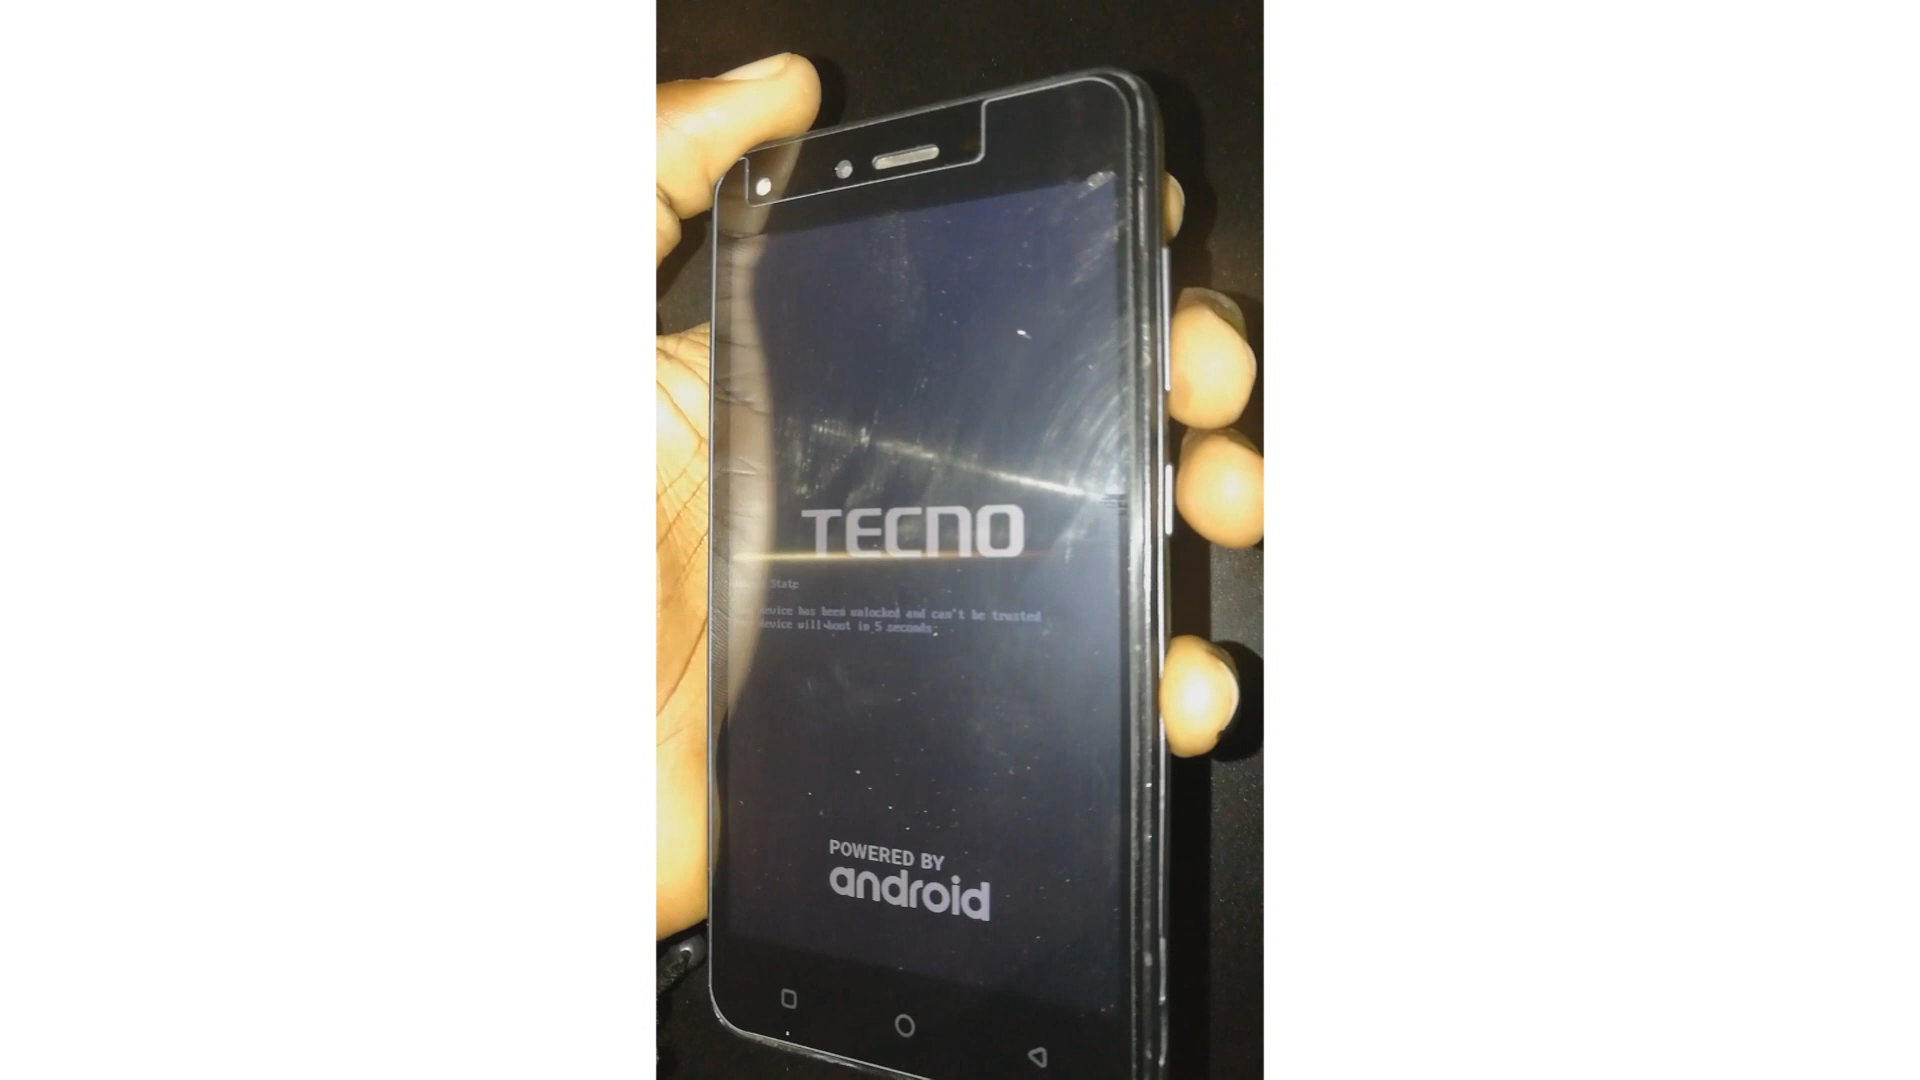 TECNO
State
device has been unlocked and can't be trusted
device will boot in 5 seconds
POWERED BY
android